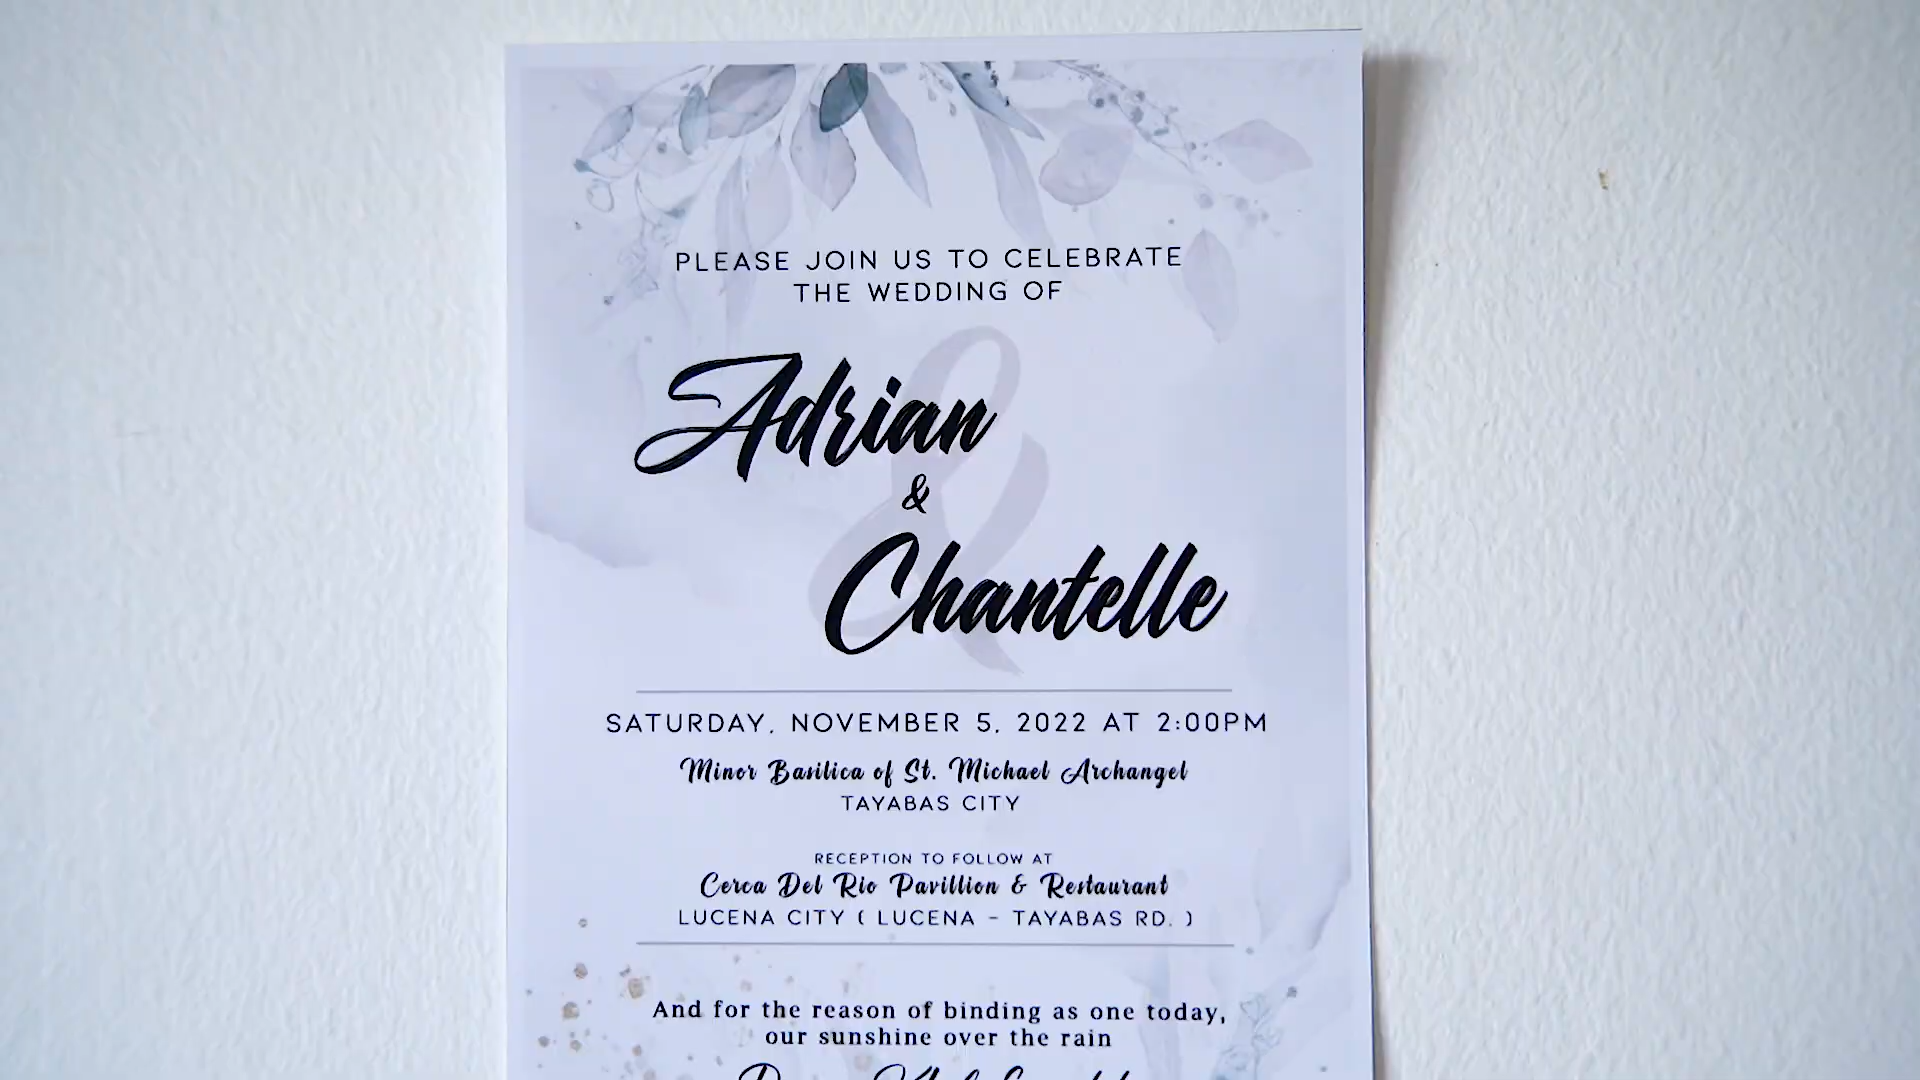 PLEASE JOIN US TO CELEBRATE
THE WEDDING OF
Adrian
&
Chantelle
SATURDAY, NOVEMBER 5, 2022 AT 2:00PM
Minor Basilica of St. Michael Archangel
TAYABAS CITY
RECEPTION TO FOLLOW AT
Cerca Del Rio Pavillion & Restaurant
LUCENA CITY ( LUCENA - TAYABAS RD. )
And for the reason of binding as one today,
our sunshine over the rain